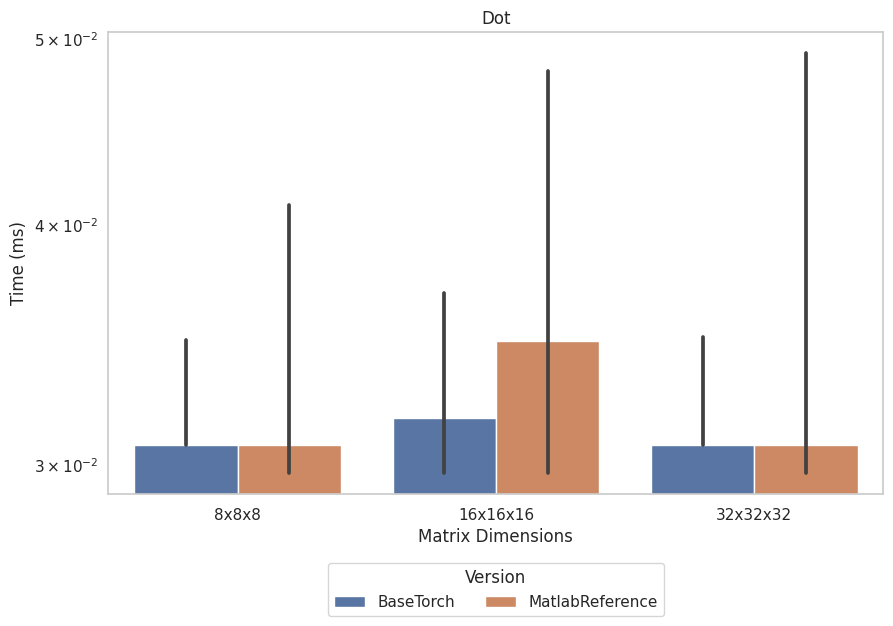 Dot
5 × 10⁻²
4 × 10⁻²
3 × 10⁻²
Time (ms)
8x8x8 16x16x16 32x32x32
Matrix Dimensions
Version
BaseTorch MatlabReference